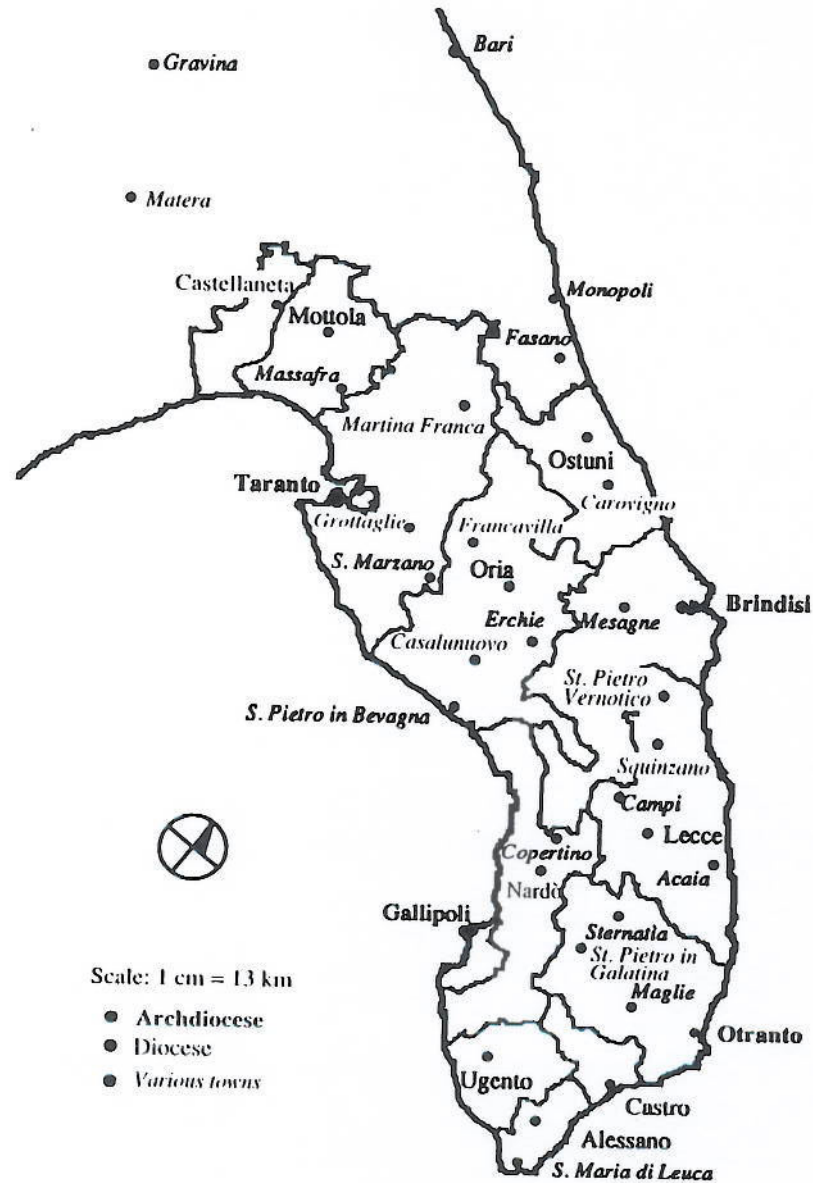 Bari
Gravina
Matera
Castellaneta
Monopoli
Mottola
Fasano
Massafra
Martina Franca
Ostuni
Taranto
Carovigno
Grottaglie
Francavilla
S. Marzano
Oria
Brindisi
Erchie
Mesagne
Casalunuovo
St. Pietro
Vernotico
S. Pietro in Bevagna
Squinzano
Campi
Lecce
Copertino
Acaia
Nardò
Gallipoli
Sternatìa
St. Pietro in
Galatina
Scale: 1 cm = 13 km
Maglie
Archdiocese
Otranto
Diocese
Various towns
Ugento
Castro
Alessano
S. Maria di Leuca